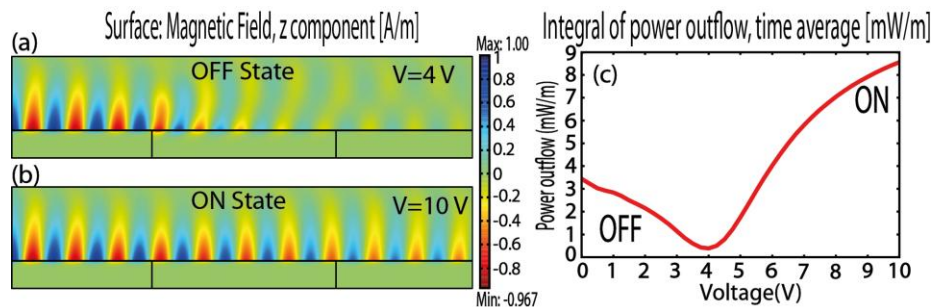 Surface: Magnetic Field, z component [A/m]
(a)
OFF State
V=4 V
(b)
ON State
V=10 V
Max: 1.00
1
0.8
0.6
0.4
0.2
0
-0.2
-0.4
-0.6
-0.8
Min: -0.967
Integral of power outflow, time average [mW/m]
(c)
ON
OFF
Power outflow (mW/m)
9
8
7
6
5
4
3
2
1
0
0 1 2 3 4 5 6 7 8 9 10
Voltage(V)